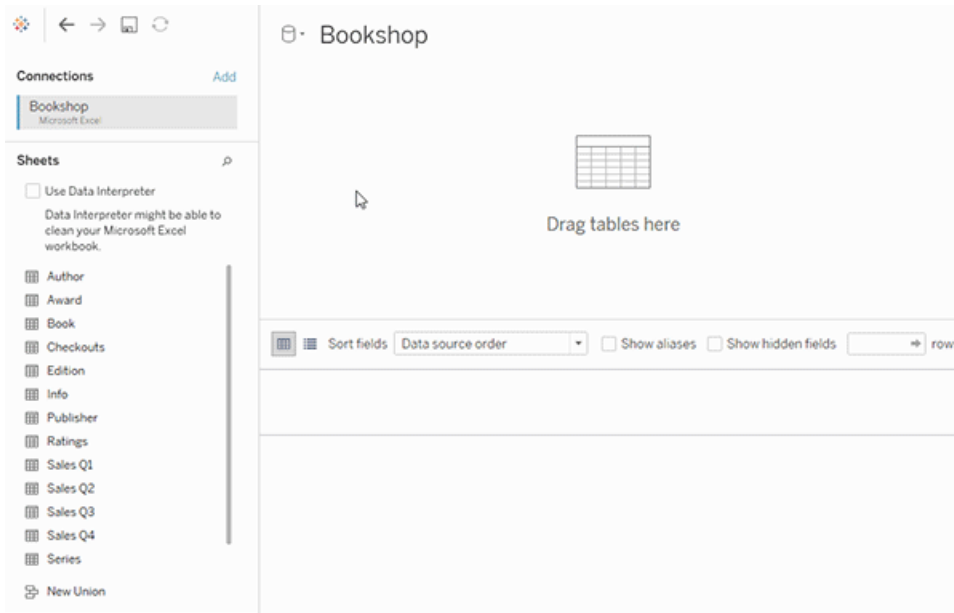 Bookshop
Connections
Add
Bookshop
Microsoft Excel
Sheets
Use Data Interpreter
Data Interpreter might be able to
clean your Microsoft Excel
workbook.
Author
Award
Book
Checkouts
Edition
Info
Publisher
Ratings
Sales Q1
Sales Q2
Sales Q3
Sales Q4
Series
New Union
Drag tables here
Sort fields Data source order Show aliases Show hidden fields row